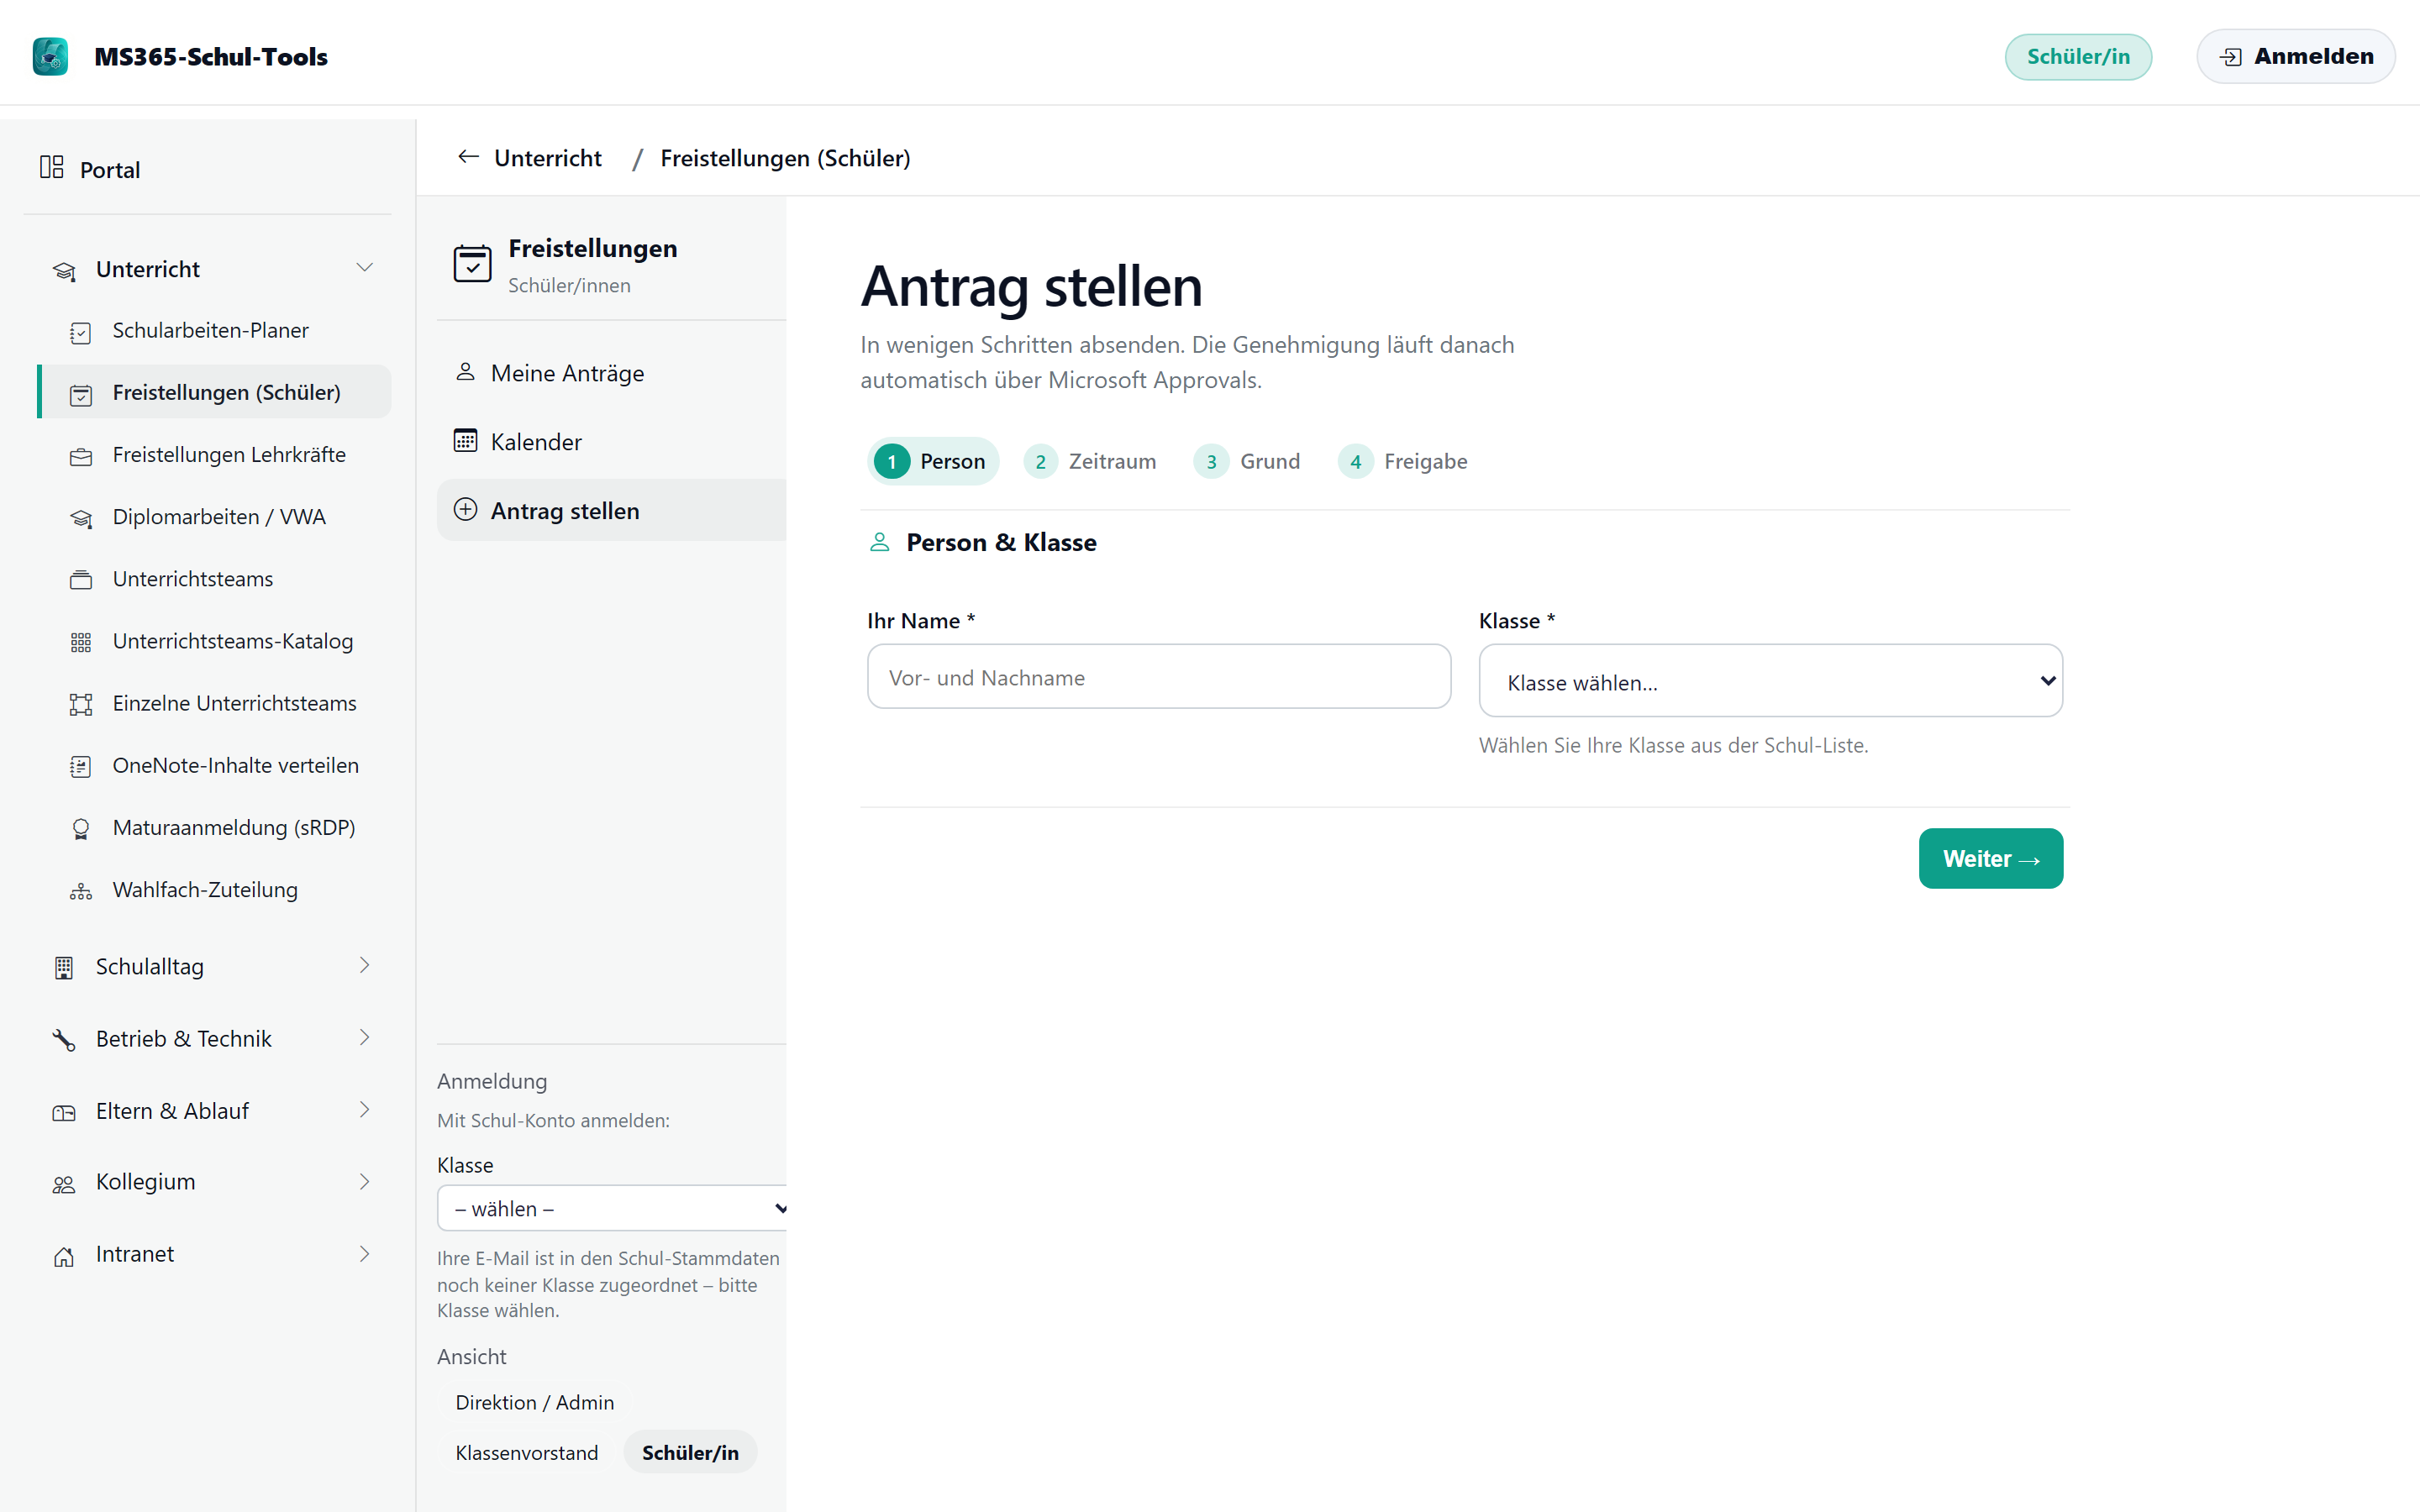 MS365-Schul-Tools
Schüler/in
Anmelden
Portal
Unterricht
Schularbeiten-Planer
Freistellungen (Schüler)
Freistellungen Lehrkräfte
Diplomarbeiten / VWA
Unterrichtsteams
Unterrichtsteams-Katalog
Einzelne Unterrichtsteams
OneNote-Inhalte verteilen
Maturaanmeldung (sRDP)
Wahlfach-Zuteilung
Schulalltag
Betrieb & Technik
Eltern & Ablauf
Kollegium
Intranet
← Unterricht / Freistellungen (Schüler)
Freistellungen
Schüler/innen
Meine Anträge
Kalender
Antrag stellen
Anmeldung
Mit Schul-Konto anmelden:
Klasse
– wählen –
Ihre E-Mail ist in den Schul-Stammdaten
noch keiner Klasse zugeordnet – bitte
Klasse wählen.
Ansicht
Direktion / Admin
Klassenvorstand
Schüler/in
Antrag stellen
In wenigen Schritten absenden. Die Genehmigung läuft danach
automatisch über Microsoft Approvals.
1 Person 2 Zeitraum 3 Grund 4 Freigabe
Person & Klasse
Ihr Name *
Vor- und Nachname
Klasse *
Klasse wählen...
Wählen Sie Ihre Klasse aus der Schul-Liste.
Weiter →